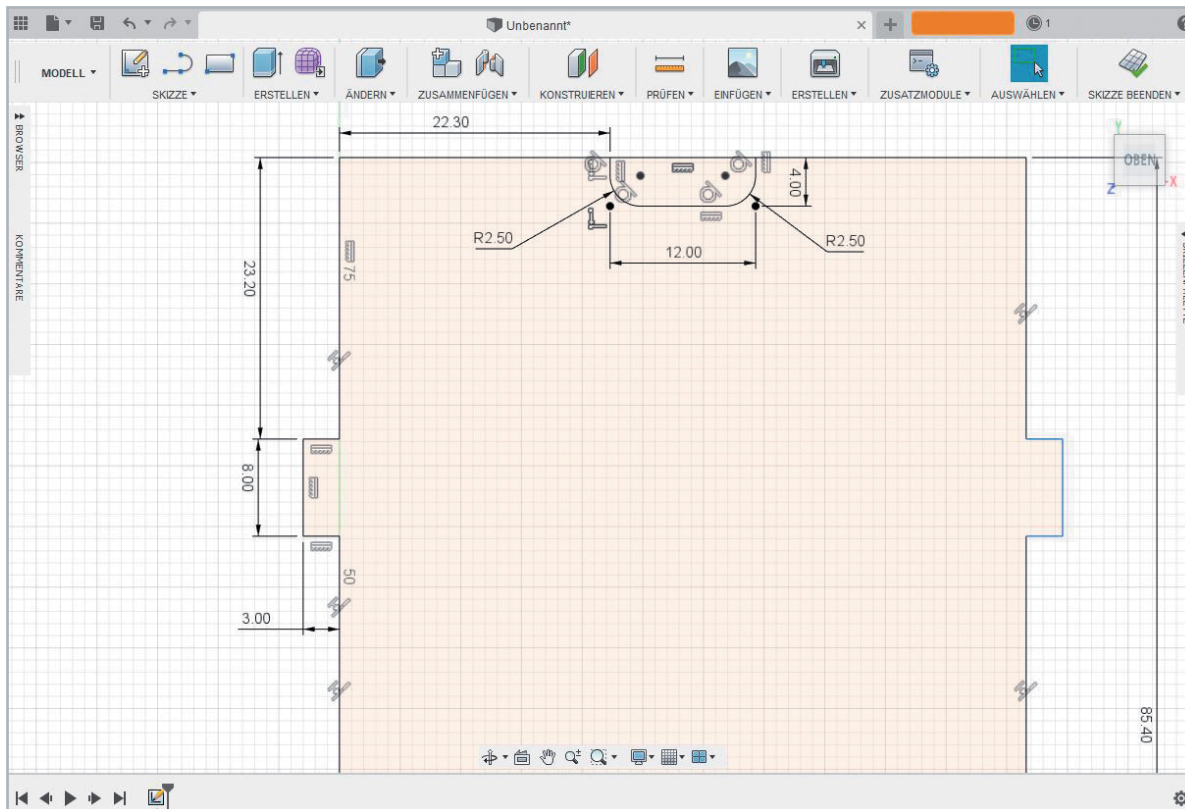 Unbenannt*
1
MODELL
SKIZZE
ERSTELLEN
ÄNDERN
ZUSAMMENFÜGEN
KONSTRUIEREN
PRÜFEN
EINFÜGEN
ERSTELLEN
ZUSATZMODULE
AUSWÄHLEN
SKIZZE BEENDEN
BROWSER
KOMMENTARE
Y
OBEN
Z
-X
22.30
4.00
R2.50
R2.50
12.00
23.20
75
8.00
50
3.00
85.40